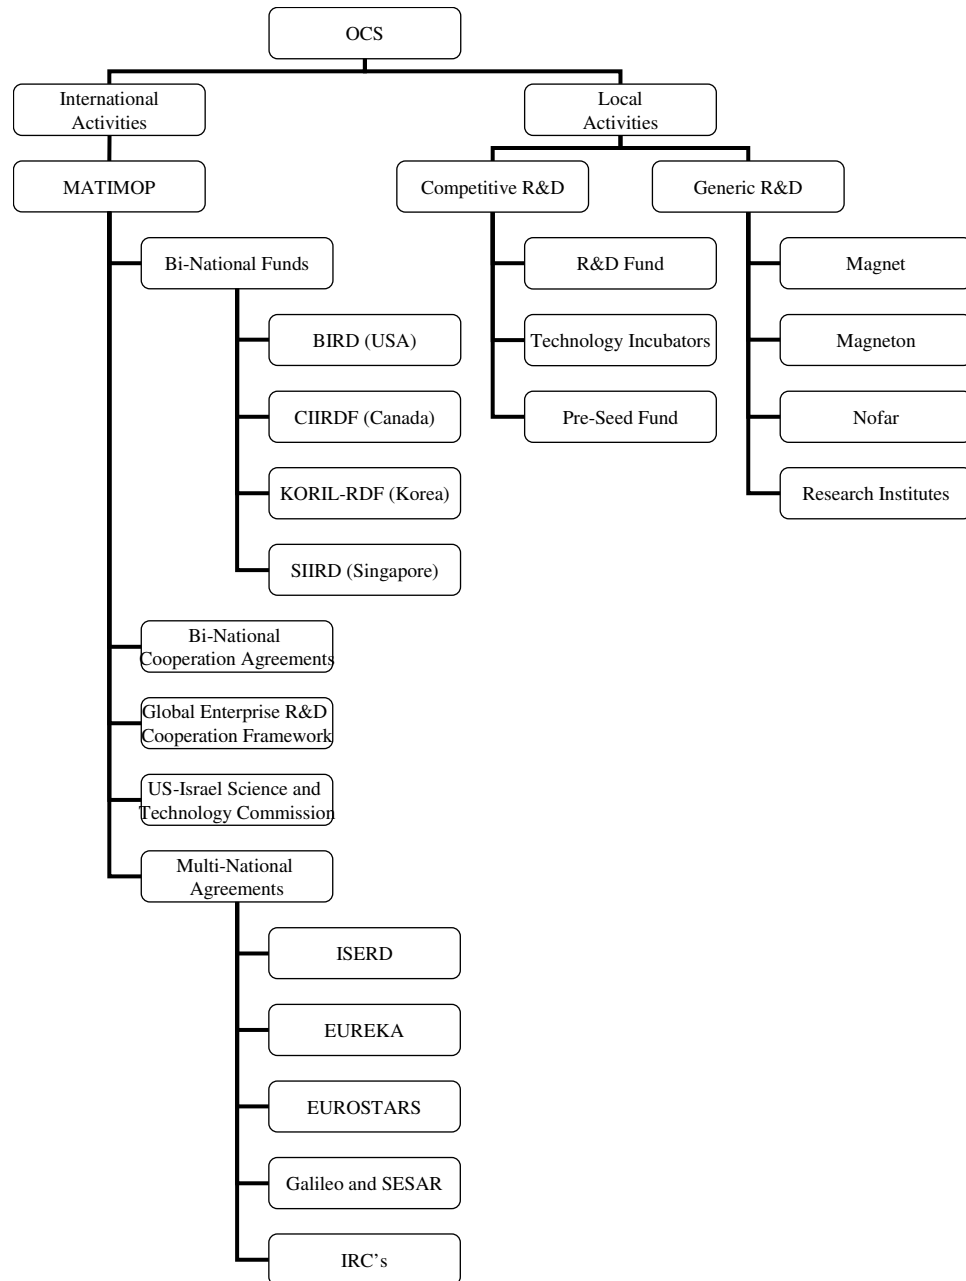 OCS
International
Activities
Local
Activities
MATIMOP
Competitive R&D
Generic R&D
Bi-National Funds
R&D Fund
Magnet
BIRD (USA)
Technology Incubators
Magneton
CIIRDF (Canada)
Pre-Seed Fund
Nofar
KORIL-RDF (Korea)
Research Institutes
SIIRD (Singapore)
Bi-National
Cooperation Agreements
Global Enterprise R&D
Cooperation Framework
US-Israel Science and
Technology Commission
Multi-National
Agreements
ISERD
EUREKA
EUROSTARS
Galileo and SESAR
IRC's